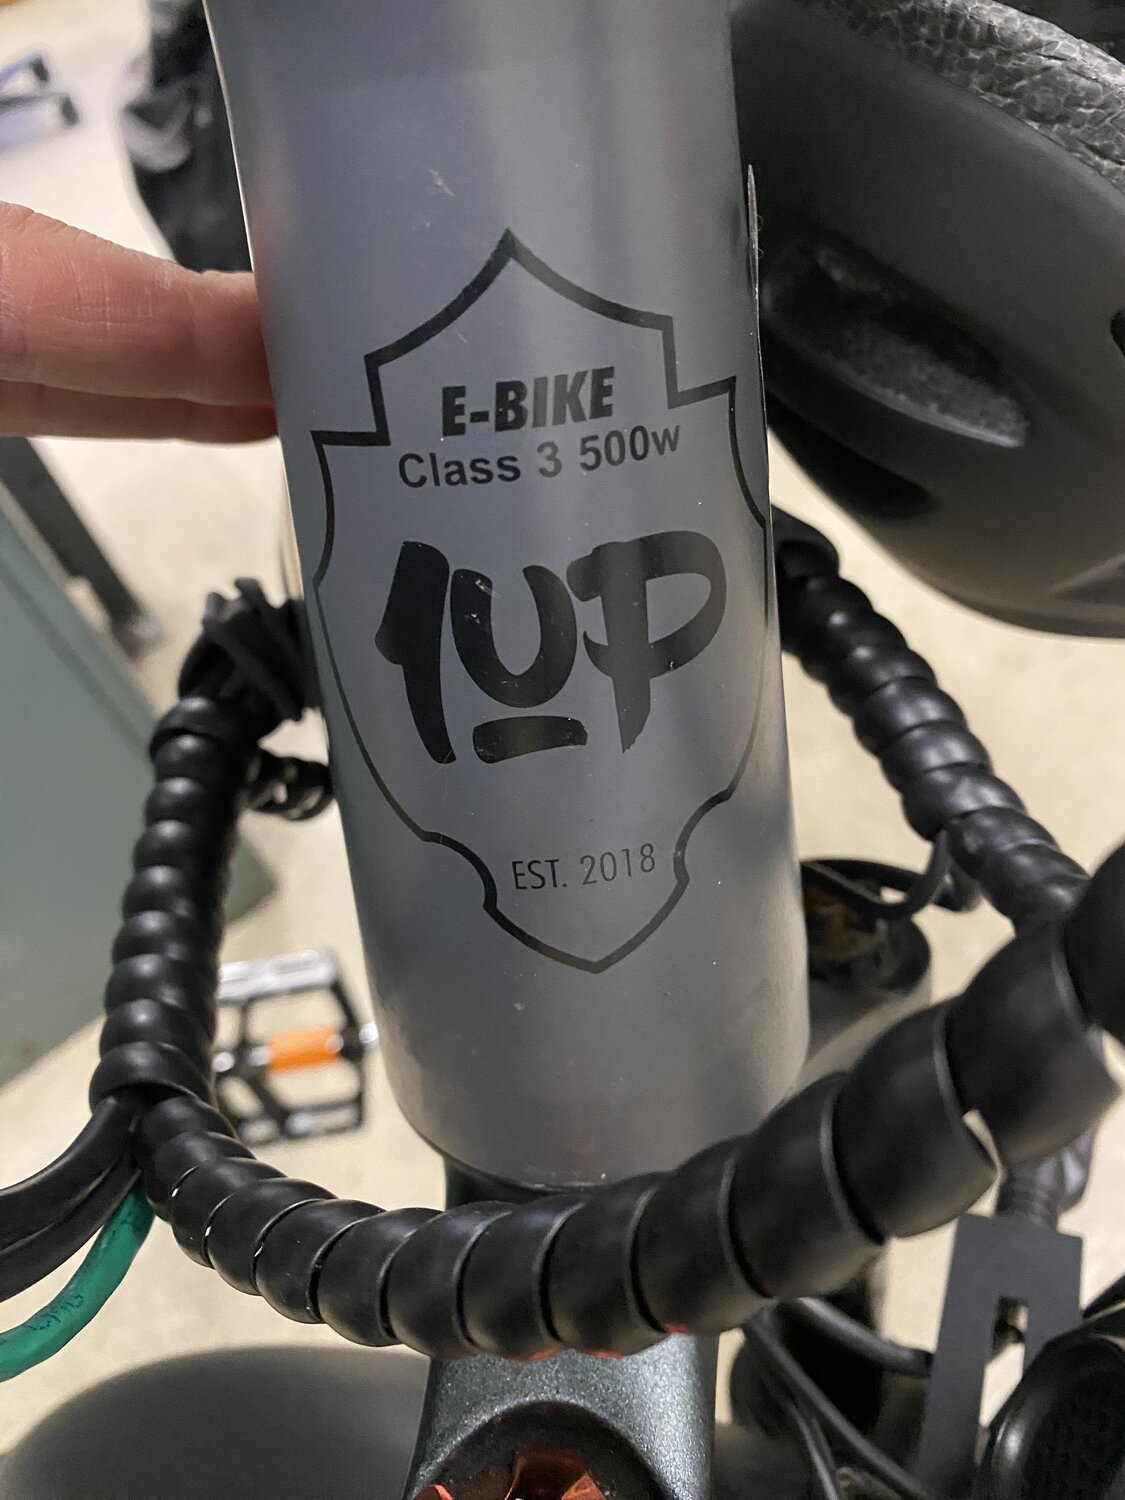 E-BIKE
Class 3 500w
1UP
EST. 2018